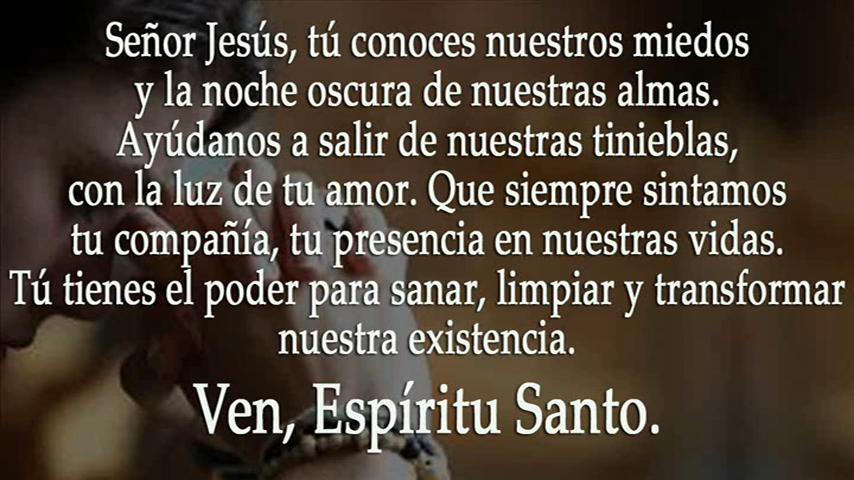 Señor Jesús, tú conoces nuestros miedos
y la noche oscura de nuestras almas.
Ayúdanos a salir de nuestras tinieblas,
con la luz de tu amor. Que siempre sintamos
tu compañía, tu presencia en nuestras vidas.
Tú tienes el poder para sanar, limpiar y transformar
nuestra existencia.
Ven, Espíritu Santo.